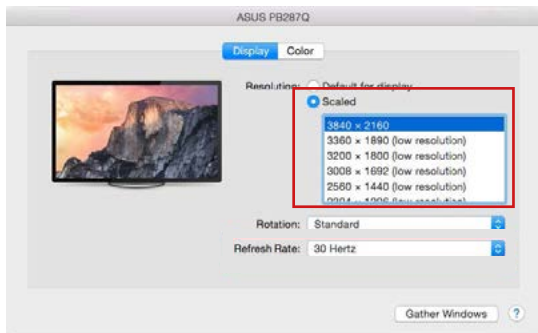 ASUS PB287Q
Display Color
Resolution: Default for display
Scaled
3840 × 2160
3360 × 1890 (low resolution)
3200 × 1800 (low resolution)
3008 × 1692 (low resolution)
2560 × 1440 (low resolution)
Rotation: Standard
Refresh Rate: 30 Hertz
Gather Windows ?